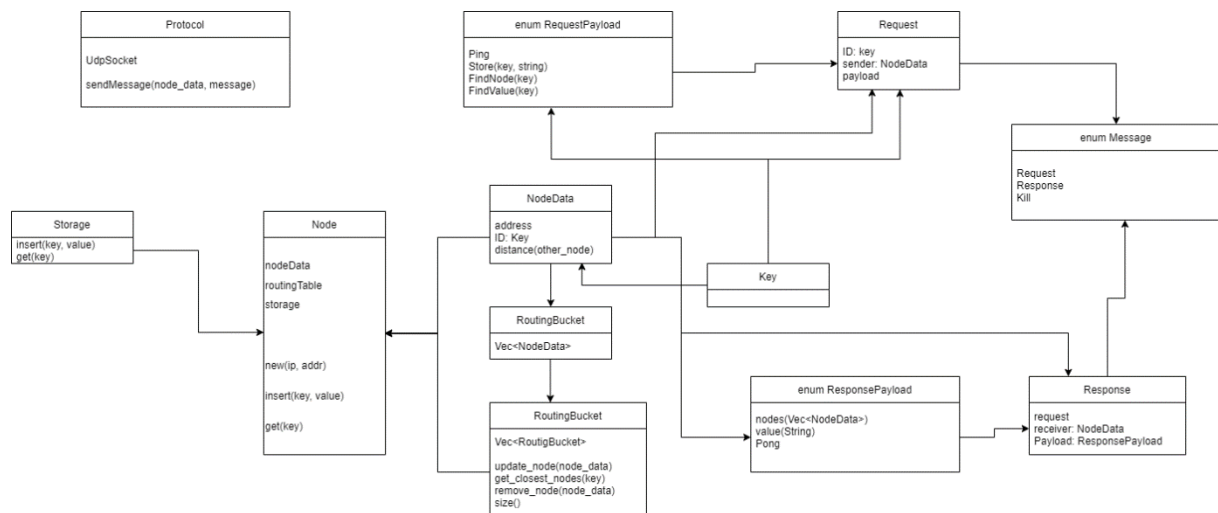 Protocol
UdpSocket
sendMessage(node_data, message)
enum RequestPayload
Ping
Store(key, string)
FindNode(key)
FindValue(key)
Request
ID: key
sender: NodeData
payload
enum Message
Request
Response
Kill
Storage
insert(key, value)
get(key)
Node
nodeData
routingTable
storage
new(ip, addr)
insert(key, value)
get(key)
NodeData
address
ID: Key
distance(other_node)
Key
RoutingBucket
Vec<NodeData>
RoutingBucket
Vec<RoutigBucket>
update_node(node_data)
get_closest_nodes(key)
remove_node(node_data)
size()
enum ResponsePayload
nodes(Vec<NodeData>)
value(String)
Pong
Response
request
receiver: NodeData
Payload: ResponsePayload